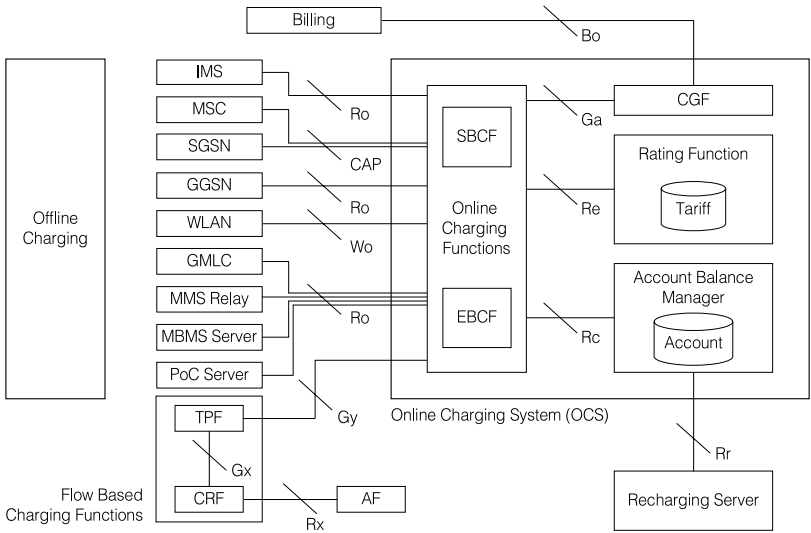 Billing
Bo
IMS
MSC
SGSN
GGSN
WLAN
GMLC
MMS Relay
MBMS Server
PoC Server
Offline
Charging
Ro
CAP
Ro
Wo
Ro
Gy
SBCF
Online
Charging
Functions
EBCF
Ga
Re
Rc
CGF
Rating Function
Tariff
Account Balance
Manager
Account
Online Charging System (OCS)
Rr
Recharging Server
TPF
Gx
CRF
Rx
AF
Flow Based
Charging Functions